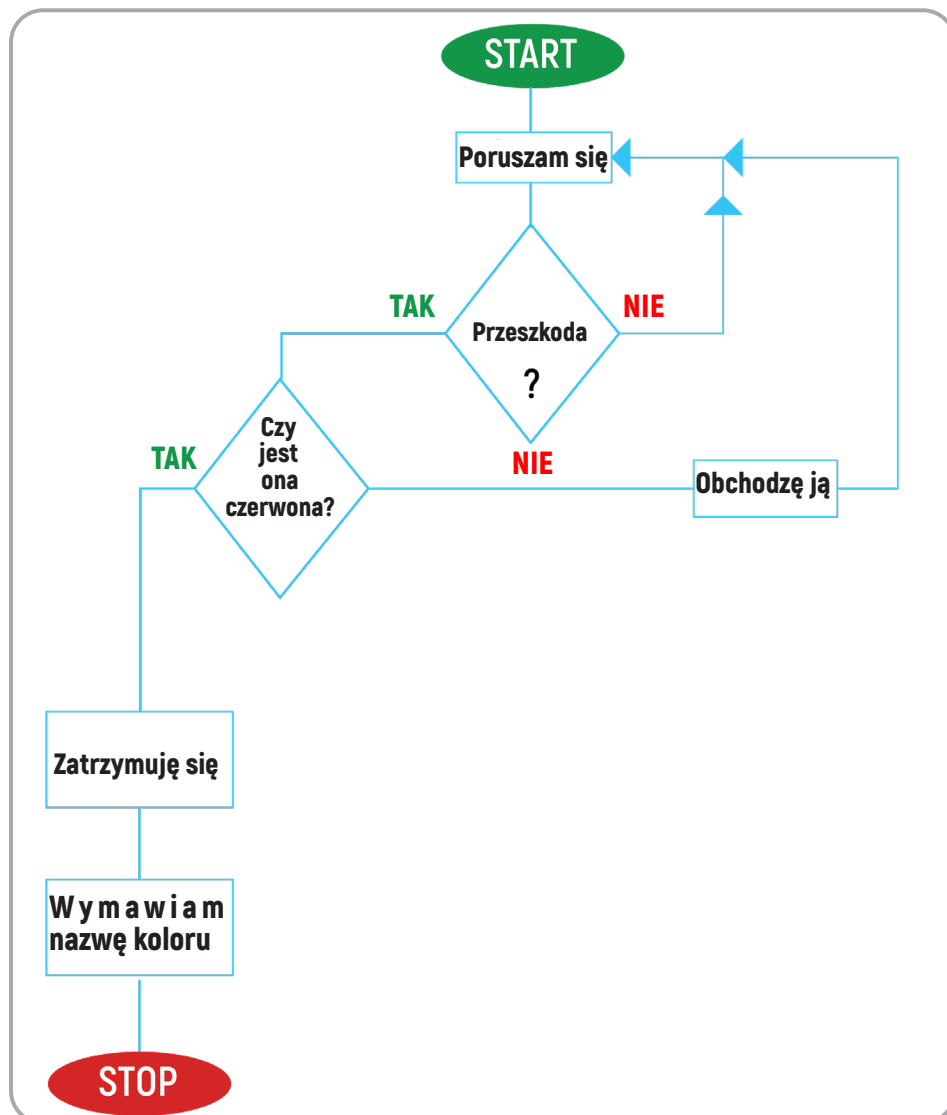 START
Poruszam się
TAK
NIE
Przeszkoda
?
Czy
jest
ona
czerwona?
TAK
NIE
Obchodzę ją
Zatrzymuję się
Wymawiam
nazwę koloru
STOP